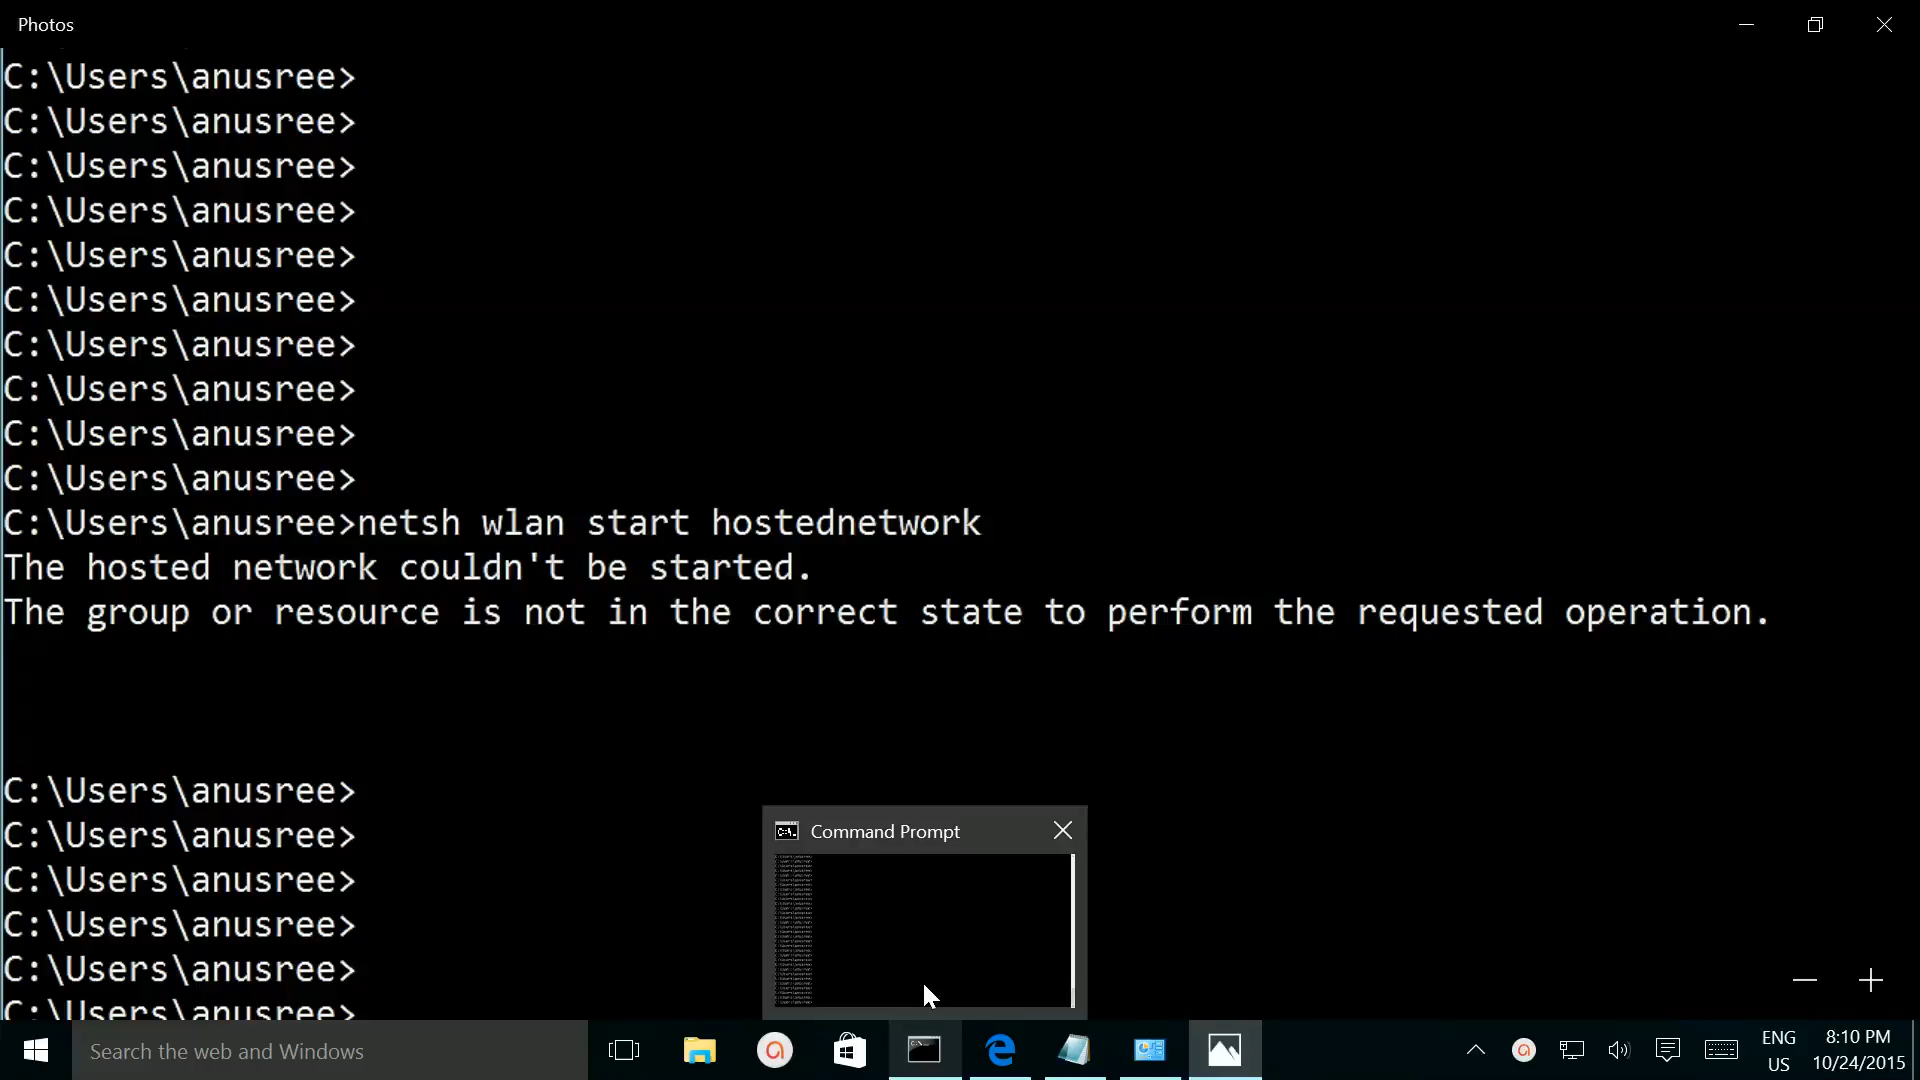 Photos
C:\Users\anusree>
C:\Users\anusree>
C:\Users\anusree>
C:\Users\anusree>
C:\Users\anusree>
C:\Users\anusree>
C:\Users\anusree>
C:\Users\anusree>
C:\Users\anusree>
C:\Users\anusree>
C:\Users\anusree>netsh wlan start hostednetwork
The hosted network couldn't be started.
The group or resource is not in the correct state to perform the requested operation.
C:\Users\anusree>
C:\Users\anusree>
C:\Users\anusree>
C:\Users\anusree>
C:\Users\anusree>
C:\Users\anusree>
Command Prompt
Search the web and Windows
ENG
US
8:10 PM
10/24/2015